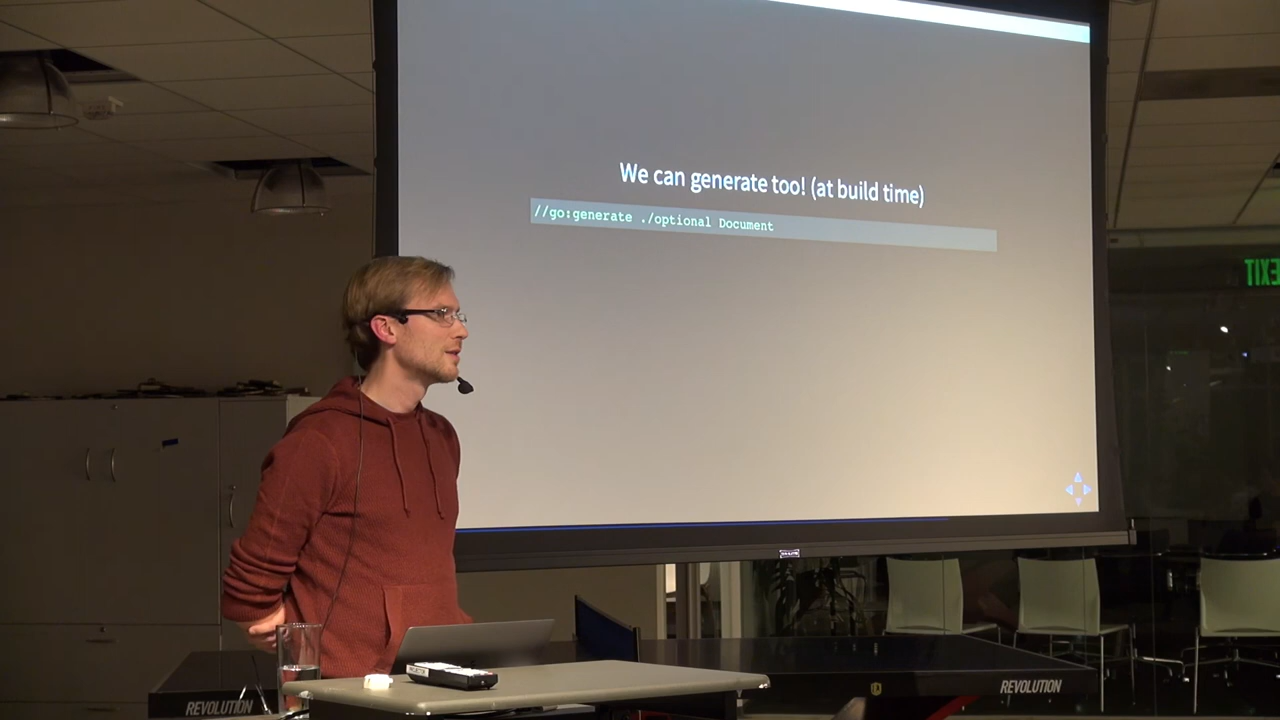 We can generate too! (at build time)
//go:generate ./optional Document
EXIT
REVOLUTION
REVOLUTION